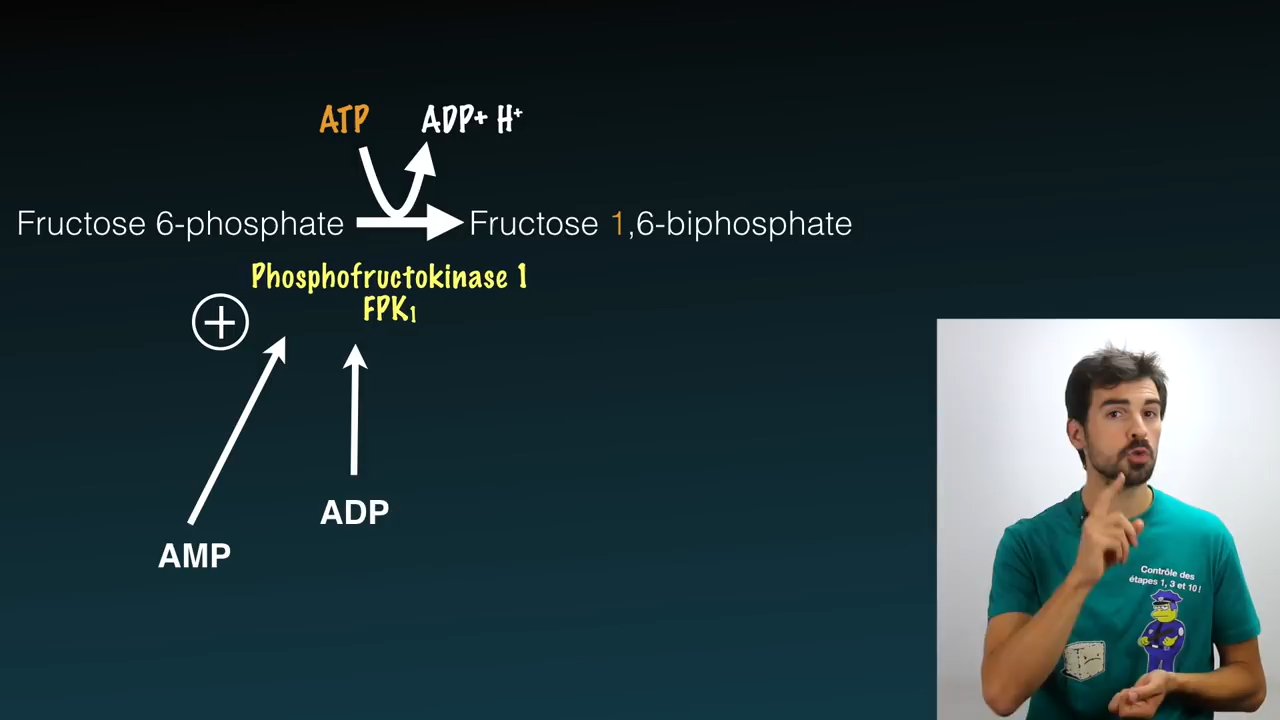 ATP ADP+ H⁺
Fructose 6-phosphate Fructose 1,6-biphosphate
Phosphofructokinase 1
FPK₁
+
ADP
AMP
Contrôle des
étapes 1, 3 et 10 !